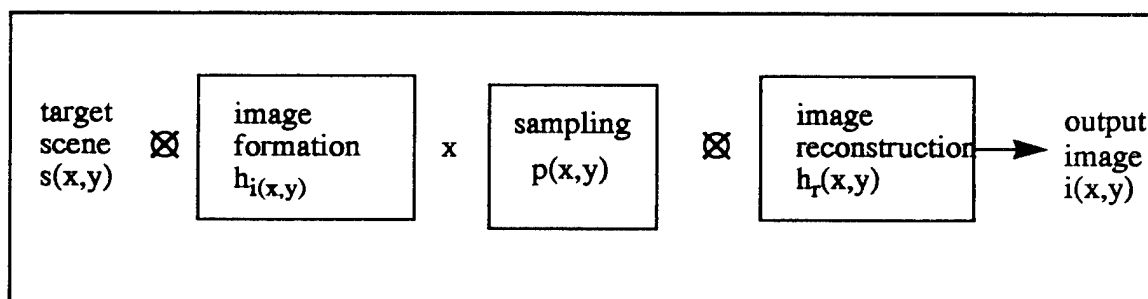 target
scene
s(x,y)
⊗
image
formation
h_i(x,y)
x
sampling
p(x,y)
⊗
image
reconstruction
h_r(x,y)
output
image
i(x,y)